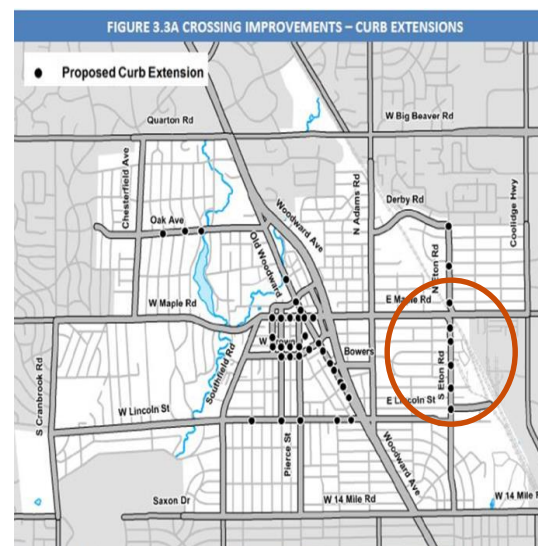 FIGURE 3.3A CROSSING IMPROVEMENTS – CURB EXTENSIONS
Proposed Curb Extension
Quarton Rd
W Big Beaver Rd
Chesterfield Ave
N Adams Rd
Coolidge Hwy
Derby Rd
Oak Ave
Woodward Ave
Old Woodward
N Eton Rd
W Maple Rd
E Maple Rd
Bowers
S Eton Rd
Southfield Rd
S Cranbrook Rd
E Lincoln St
W Lincoln St
Pierce St
Woodward Ave
Saxon Dr
W 14 Mile Rd
W 14 Mile